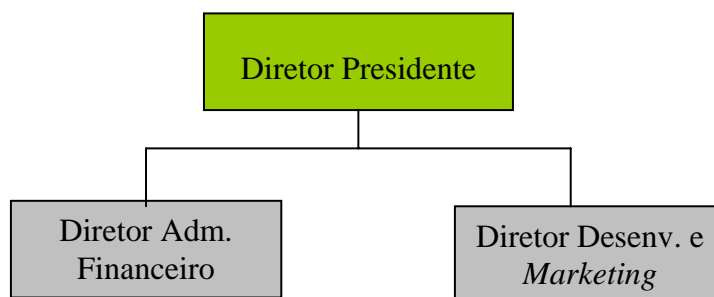 Diretor Presidente
Diretor Adm.
Financeiro
Diretor Desenv. e
Marketing